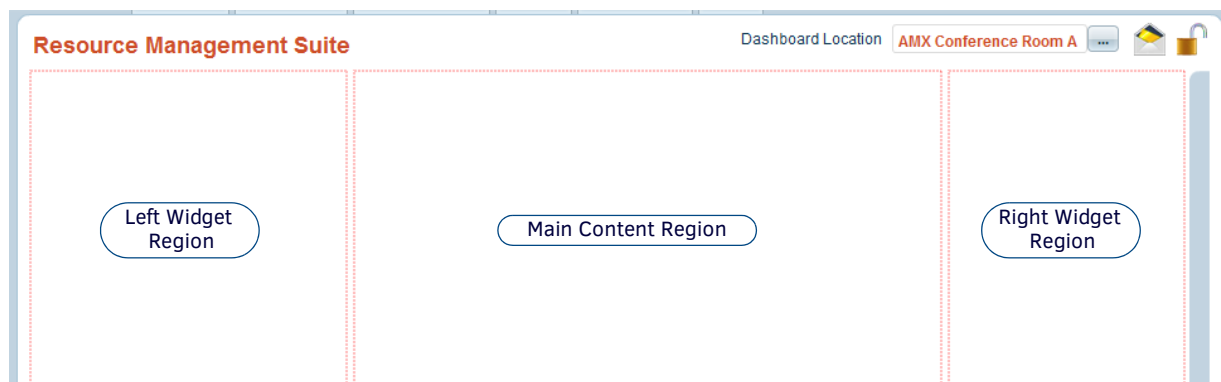 Resource Management Suite
Dashboard Location AMX Conference Room A ...
Left Widget
Region
Main Content Region
Right Widget
Region